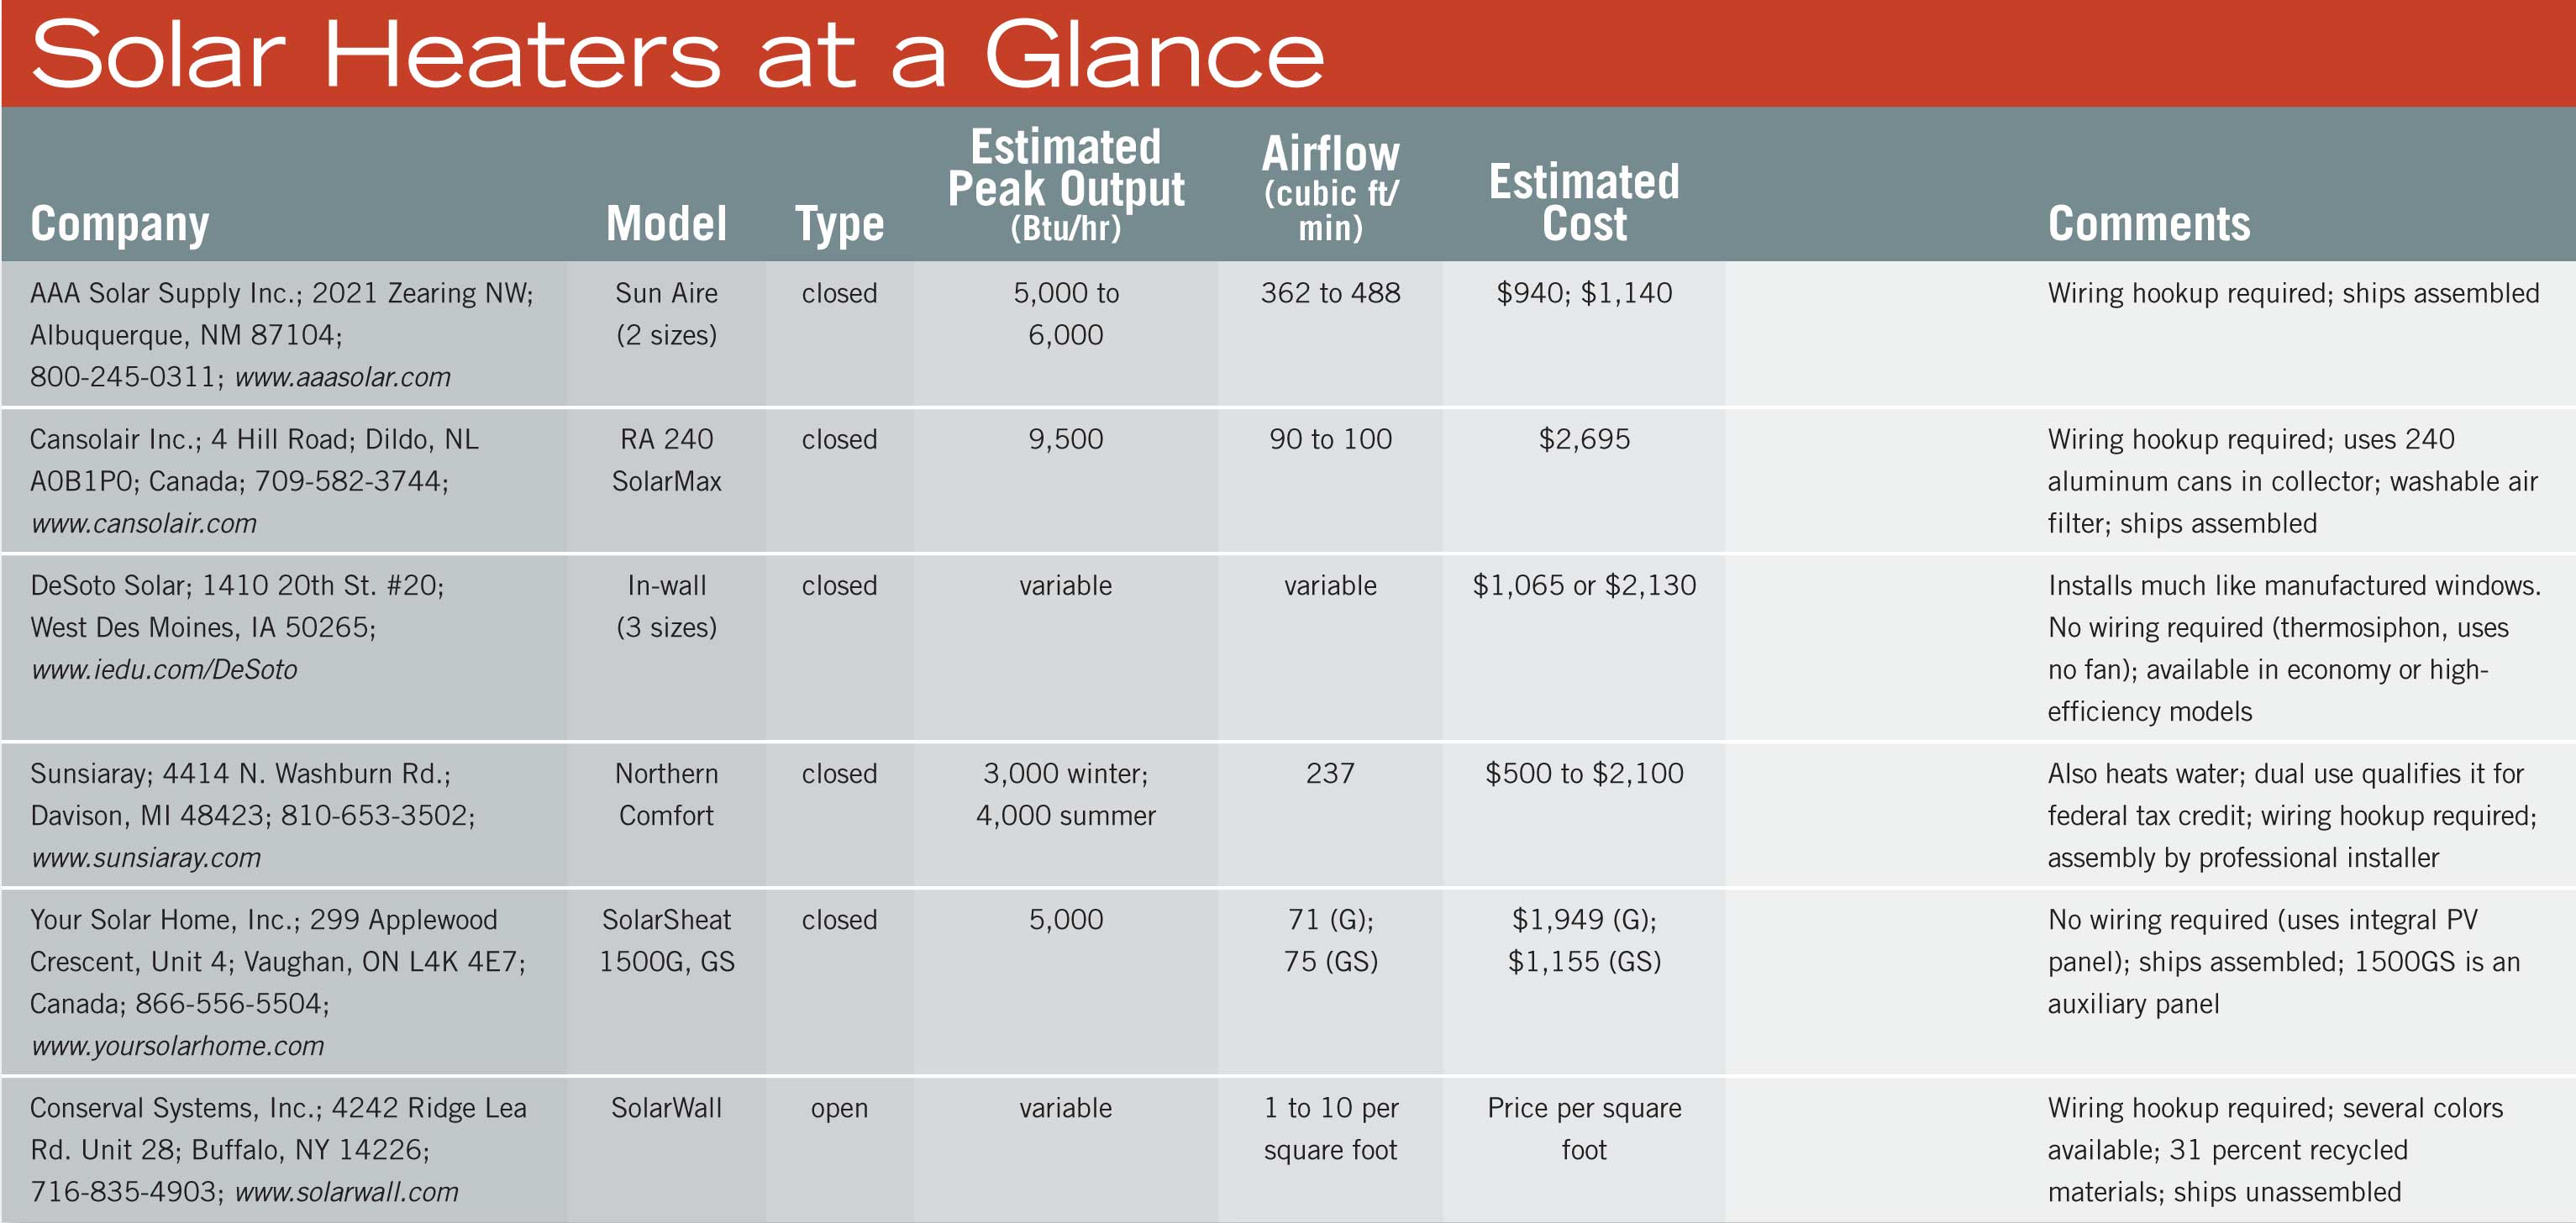 Solar Heaters at a Glance
Company
Model
Type
Estimated
Peak Output
(Btu/hr)
Airflow
(cubic ft/
min)
Estimated
Cost
Comments
AAA Solar Supply Inc.; 2021 Zearing NW;
Albuquerque, NM 87104;
800-245-0311; www.aaasolar.com
Sun Aire
(2 sizes)
closed
5,000 to
6,000
362 to 488
$940; $1,140
Wiring hookup required; ships assembled
Cansolair Inc.; 4 Hill Road; Dildo, NL
A0B1P0; Canada; 709-582-3744;
www.cansolair.com
RA 240
SolarMax
closed
9,500
90 to 100
$2,695
Wiring hookup required; uses 240
aluminum cans in collector; washable air
filter; ships assembled
DeSoto Solar; 1410 20th St. #20;
West Des Moines, IA 50265;
www.iedu.com/DeSoto
In-wall
(3 sizes)
closed
variable
variable
$1,065 or $2,130
Installs much like manufactured windows.
No wiring required (thermosiphon, uses
no fan); available in economy or high-
efficiency models
Sunsiaray; 4414 N. Washburn Rd.;
Davison, MI 48423; 810-653-3502;
www.sunsiaray.com
Northern
Comfort
closed
3,000 winter;
4,000 summer
237
$500 to $2,100
Also heats water; dual use qualifies it for
federal tax credit; wiring hookup required;
assembly by professional installer
Your Solar Home, Inc.; 299 Applewood
Crescent, Unit 4; Vaughan, ON L4K 4E7;
Canada; 866-556-5504;
www.yoursolarhome.com
SolarSheat
1500G, GS
closed
5,000
71 (G);
75 (GS)
$1,949 (G);
$1,155 (GS)
No wiring required (uses integral PV
panel); ships assembled; 1500GS is an
auxiliary panel
Conserval Systems, Inc.; 4242 Ridge Lea
Rd. Unit 28; Buffalo, NY 14226;
716-835-4903; www.solarwall.com
SolarWall
open
variable
1 to 10 per
square foot
Price per square
foot
Wiring hookup required; several colors
available; 31 percent recycled
materials; ships unassembled